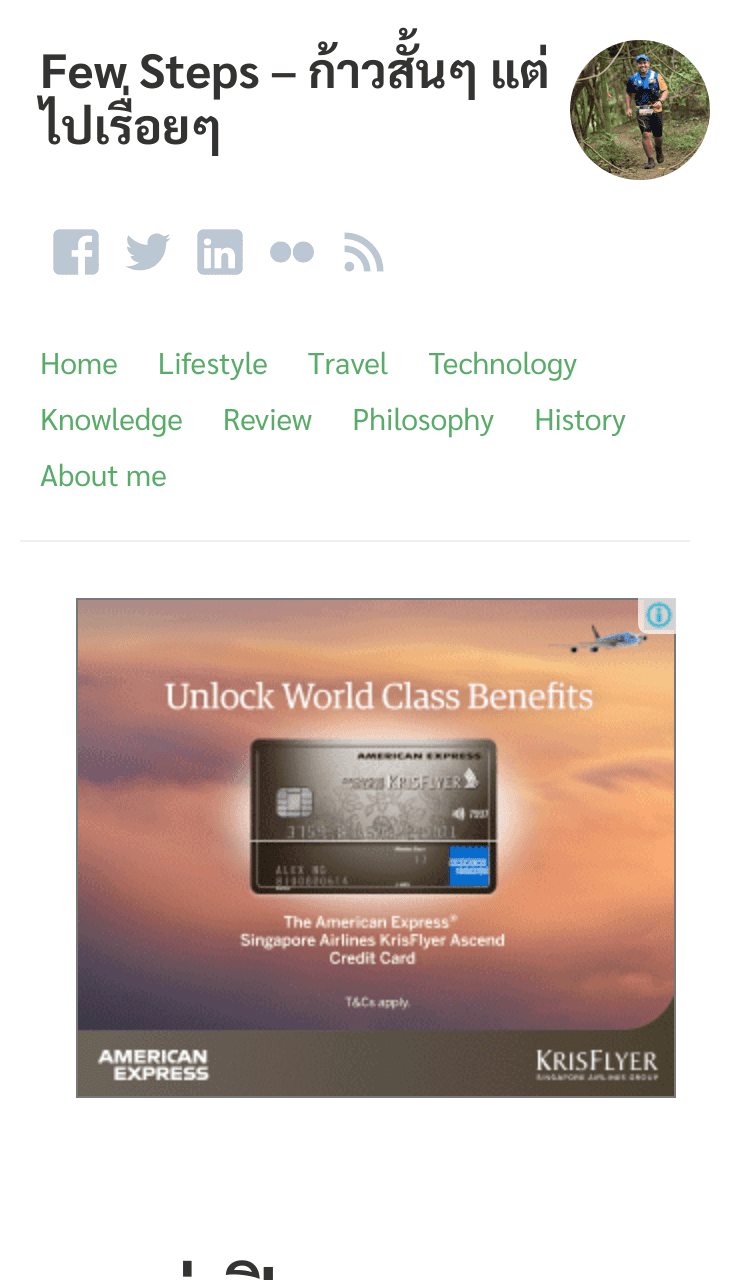 Few Steps – ก้าวสั้นๆ แต่
ไปเรื่อยๆ
Home Lifestyle Travel Technology
Knowledge Review Philosophy History
About me
Unlock World Class Benefits
AMERICAN EXPRESS
KRISFLYER
ALEX NG
The American Express®
Singapore Airlines KrisFlyer Ascend
Credit Card
T&Cs apply.
AMERICAN
EXPRESS
KRISFLYER
SINGAPORE AIRLINES GROUP